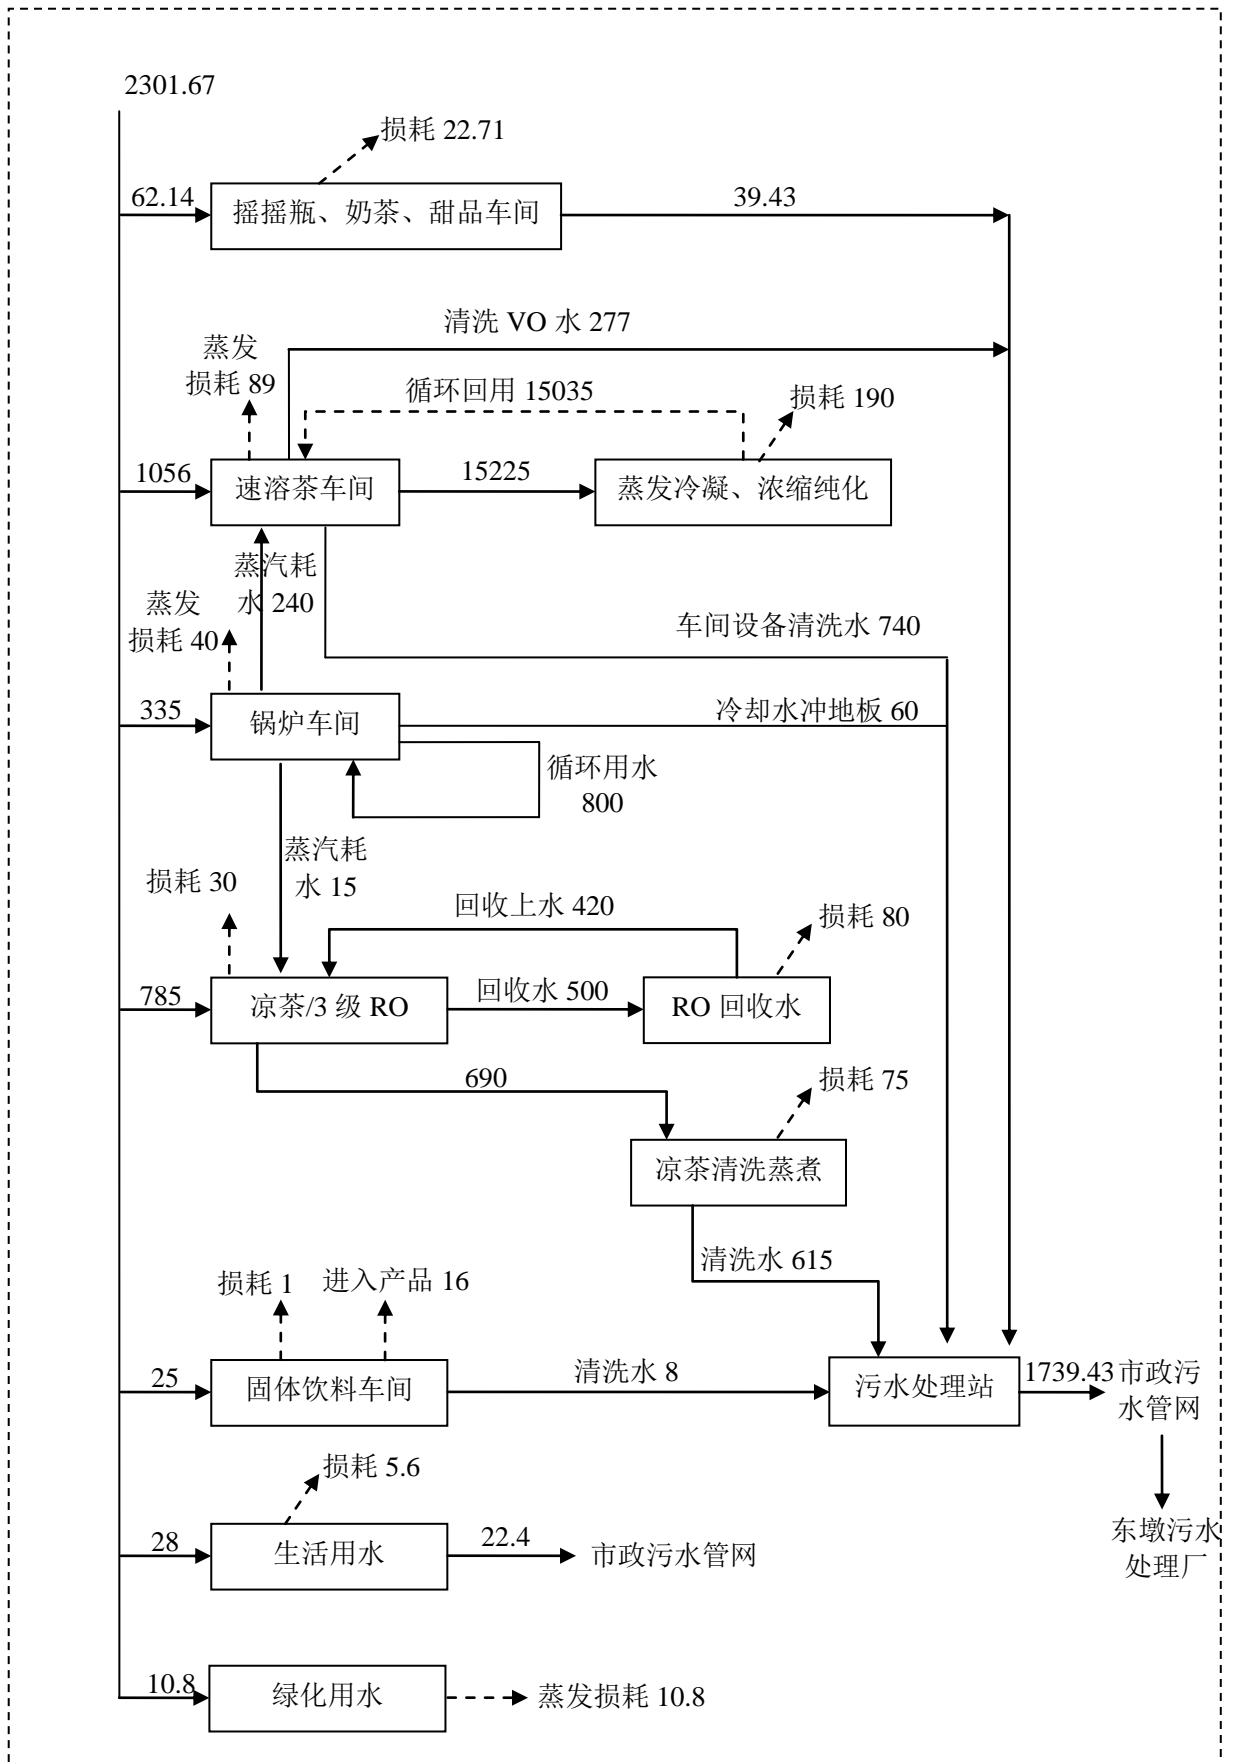 2301.67
损耗 22.71
62.14
摇摇瓶、奶茶、甜品车间
39.43
清洗 VO 水 277
蒸发
损耗 89
循环回用 15035
损耗 190
1056
速溶茶车间
15225
蒸发冷凝、浓缩纯化
蒸汽耗
水 240
蒸发
损耗 40
车间设备清洗水 740
335
锅炉车间
冷却水冲地板 60
循环用水
800
蒸汽耗
水 15
损耗 30
回收上水 420
损耗 80
785
凉茶/3 级 RO
回收水 500
RO 回收水
690
损耗 75
凉茶清洗蒸煮
清洗水 615
损耗 1
进入产品 16
25
固体饮料车间
清洗水 8
污水处理站
1739.43
市政污
水管网
损耗 5.6
28
生活用水
22.4
市政污水管网
东墩污水
处理厂
10.8
绿化用水
蒸发损耗 10.8